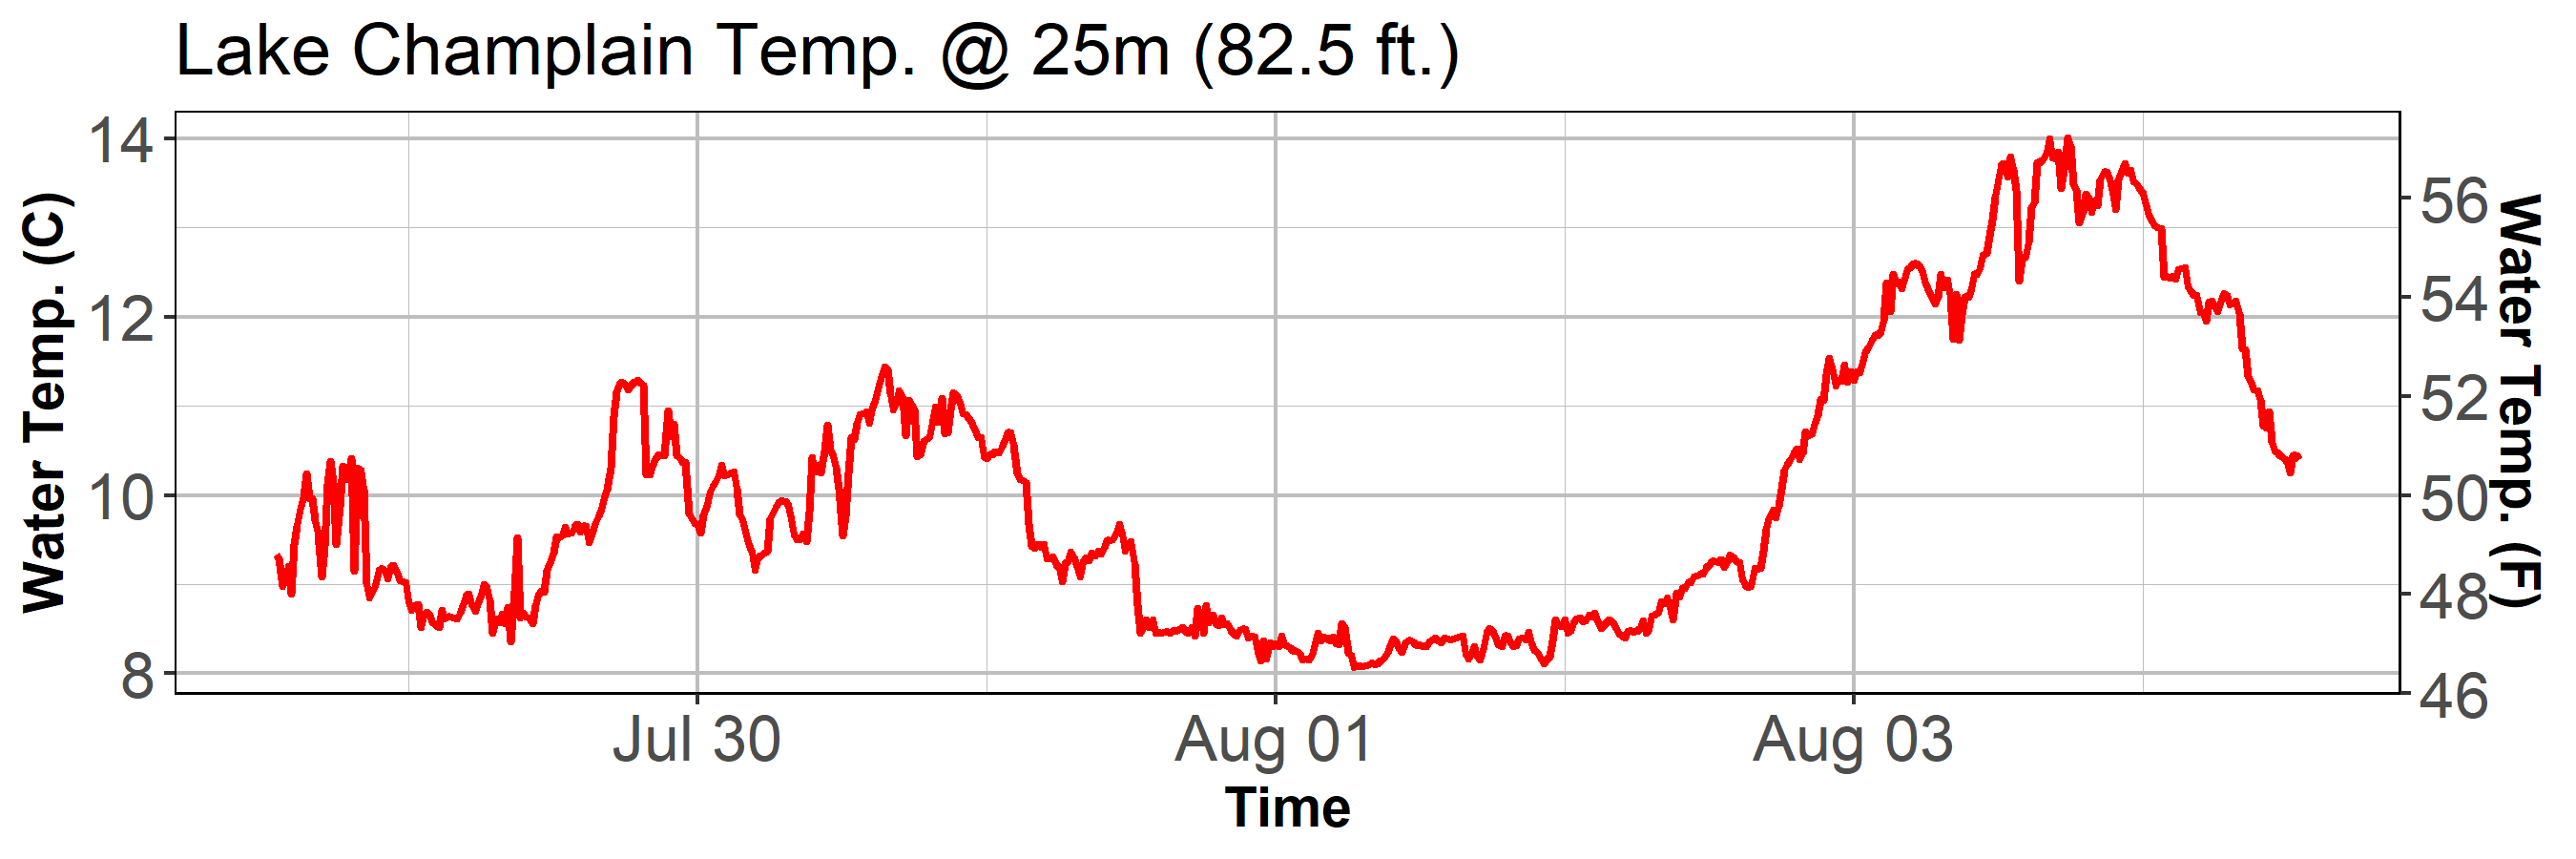 Lake Champlain Temp. @ 25m (82.5 ft.)
Water Temp. (C)
14
12
10
8
56
54
52
50
48
46
Water Temp. (F)
Jul 30
Aug 01
Aug 03
Time